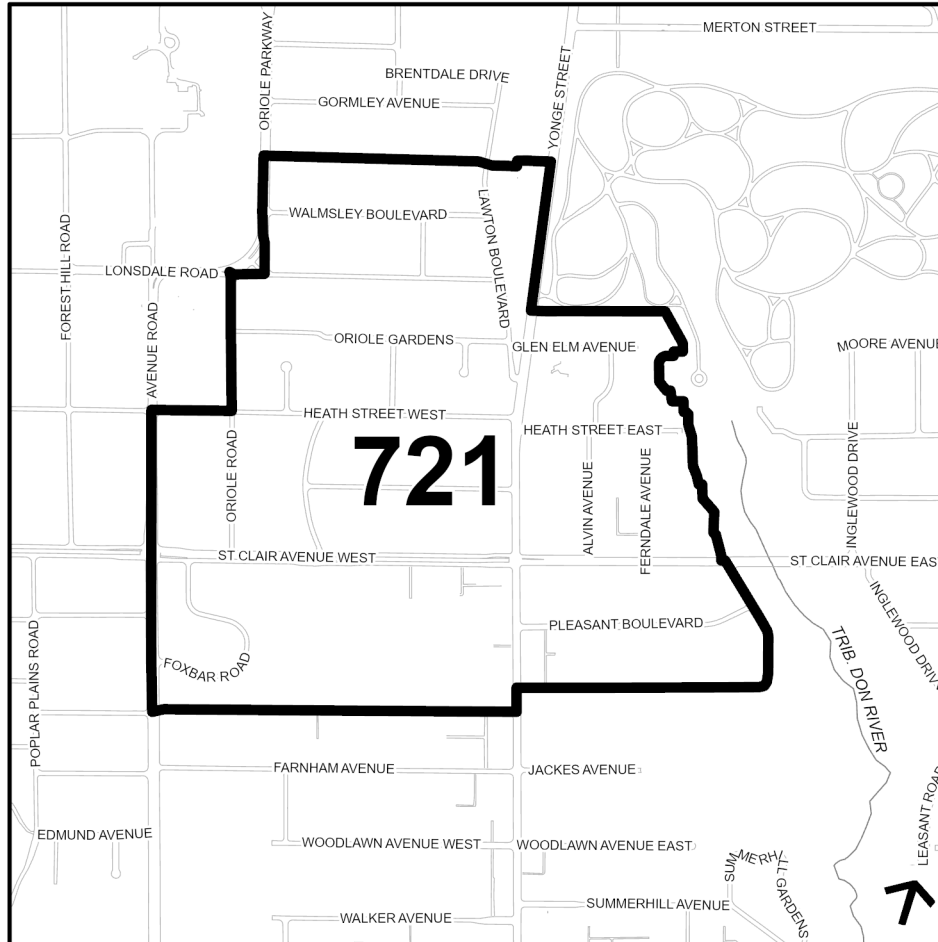 MERTON STREET
ORIOLE PARKWAY
YONGE STREET
BRENTDALE DRIVE
GORMLEY AVENUE
WALMSLEY BOULEVARD
LAWTON BOULEVARD
FOREST HILL ROAD
LONSDALE ROAD
AVENUE ROAD
ORIOLE GARDENS
GLEN ELM AVENUE
MOORE AVENUE
HEATH STREET WEST
HEATH STREET EAST
721
ORIOLE ROAD
ALVIN AVENUE
FERNDALE AVENUE
INGLEWOOD DRIVE
ST CLAIR AVENUE WEST
ST CLAIR AVENUE EAS
INGLEWOOD DRIV
PLEASANT BOULEVARD
POPLAR PLAINS ROAD
FOXBAR ROAD
TRIB. DON RIVER
FARNHAM AVENUE
JACKES AVENUE
LEASANT ROAD
EDMUND AVENUE
WOODLAWN AVENUE WEST
WOODLAWN AVENUE EAST
SUMMERHILL GARDENS
SUMMERHILL AVENUE
WALKER AVENUE